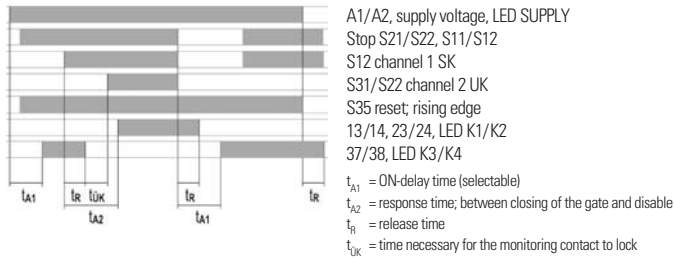 A1/A2, supply voltage, LED SUPPLY
Stop S21/S22, S11/S12
S12 channel 1 SK
S31/S22 channel 2 UK
S35 reset; rising edge
13/14, 23/24, LED K1/K2
37/38, LED K3/K4
tA1 = ON-delay time (selectable)
tA2 = response time; between closing of the gate and disable
tR = release time
tÜK = time necessary for the monitoring contact to lock
tA1 tR tÜK tR tR
tA2 tA1